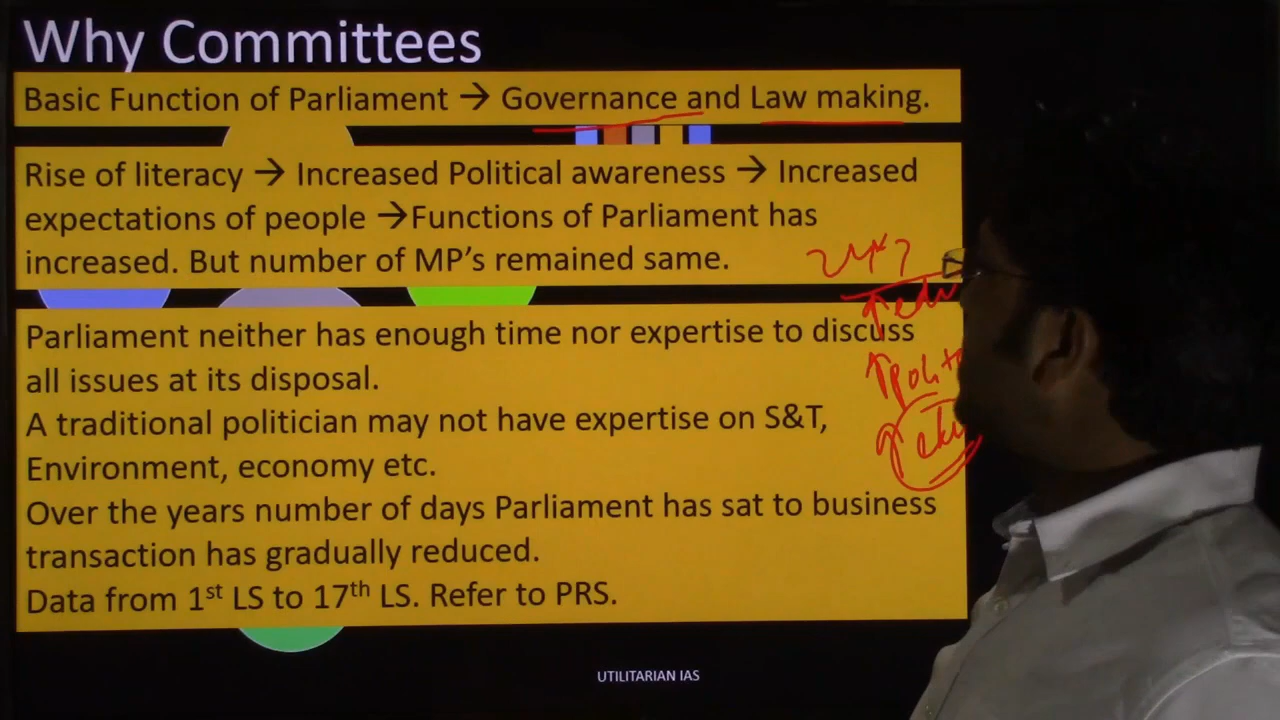 Why Committees
Basic Function of Parliament → Governance and Law making.
Rise of literacy → Increased Political awareness → Increased
expectations of people →Functions of Parliament has
increased. But number of MP's remained same.
Parliament neither has enough time nor expertise to discuss
all issues at its disposal.
A traditional politician may not have expertise on S&T,
Environment, economy etc.
Over the years number of days Parliament has sat to business
transaction has gradually reduced.
Data from 1st LS to 17th LS. Refer to PRS.
UTILITARIAN IAS